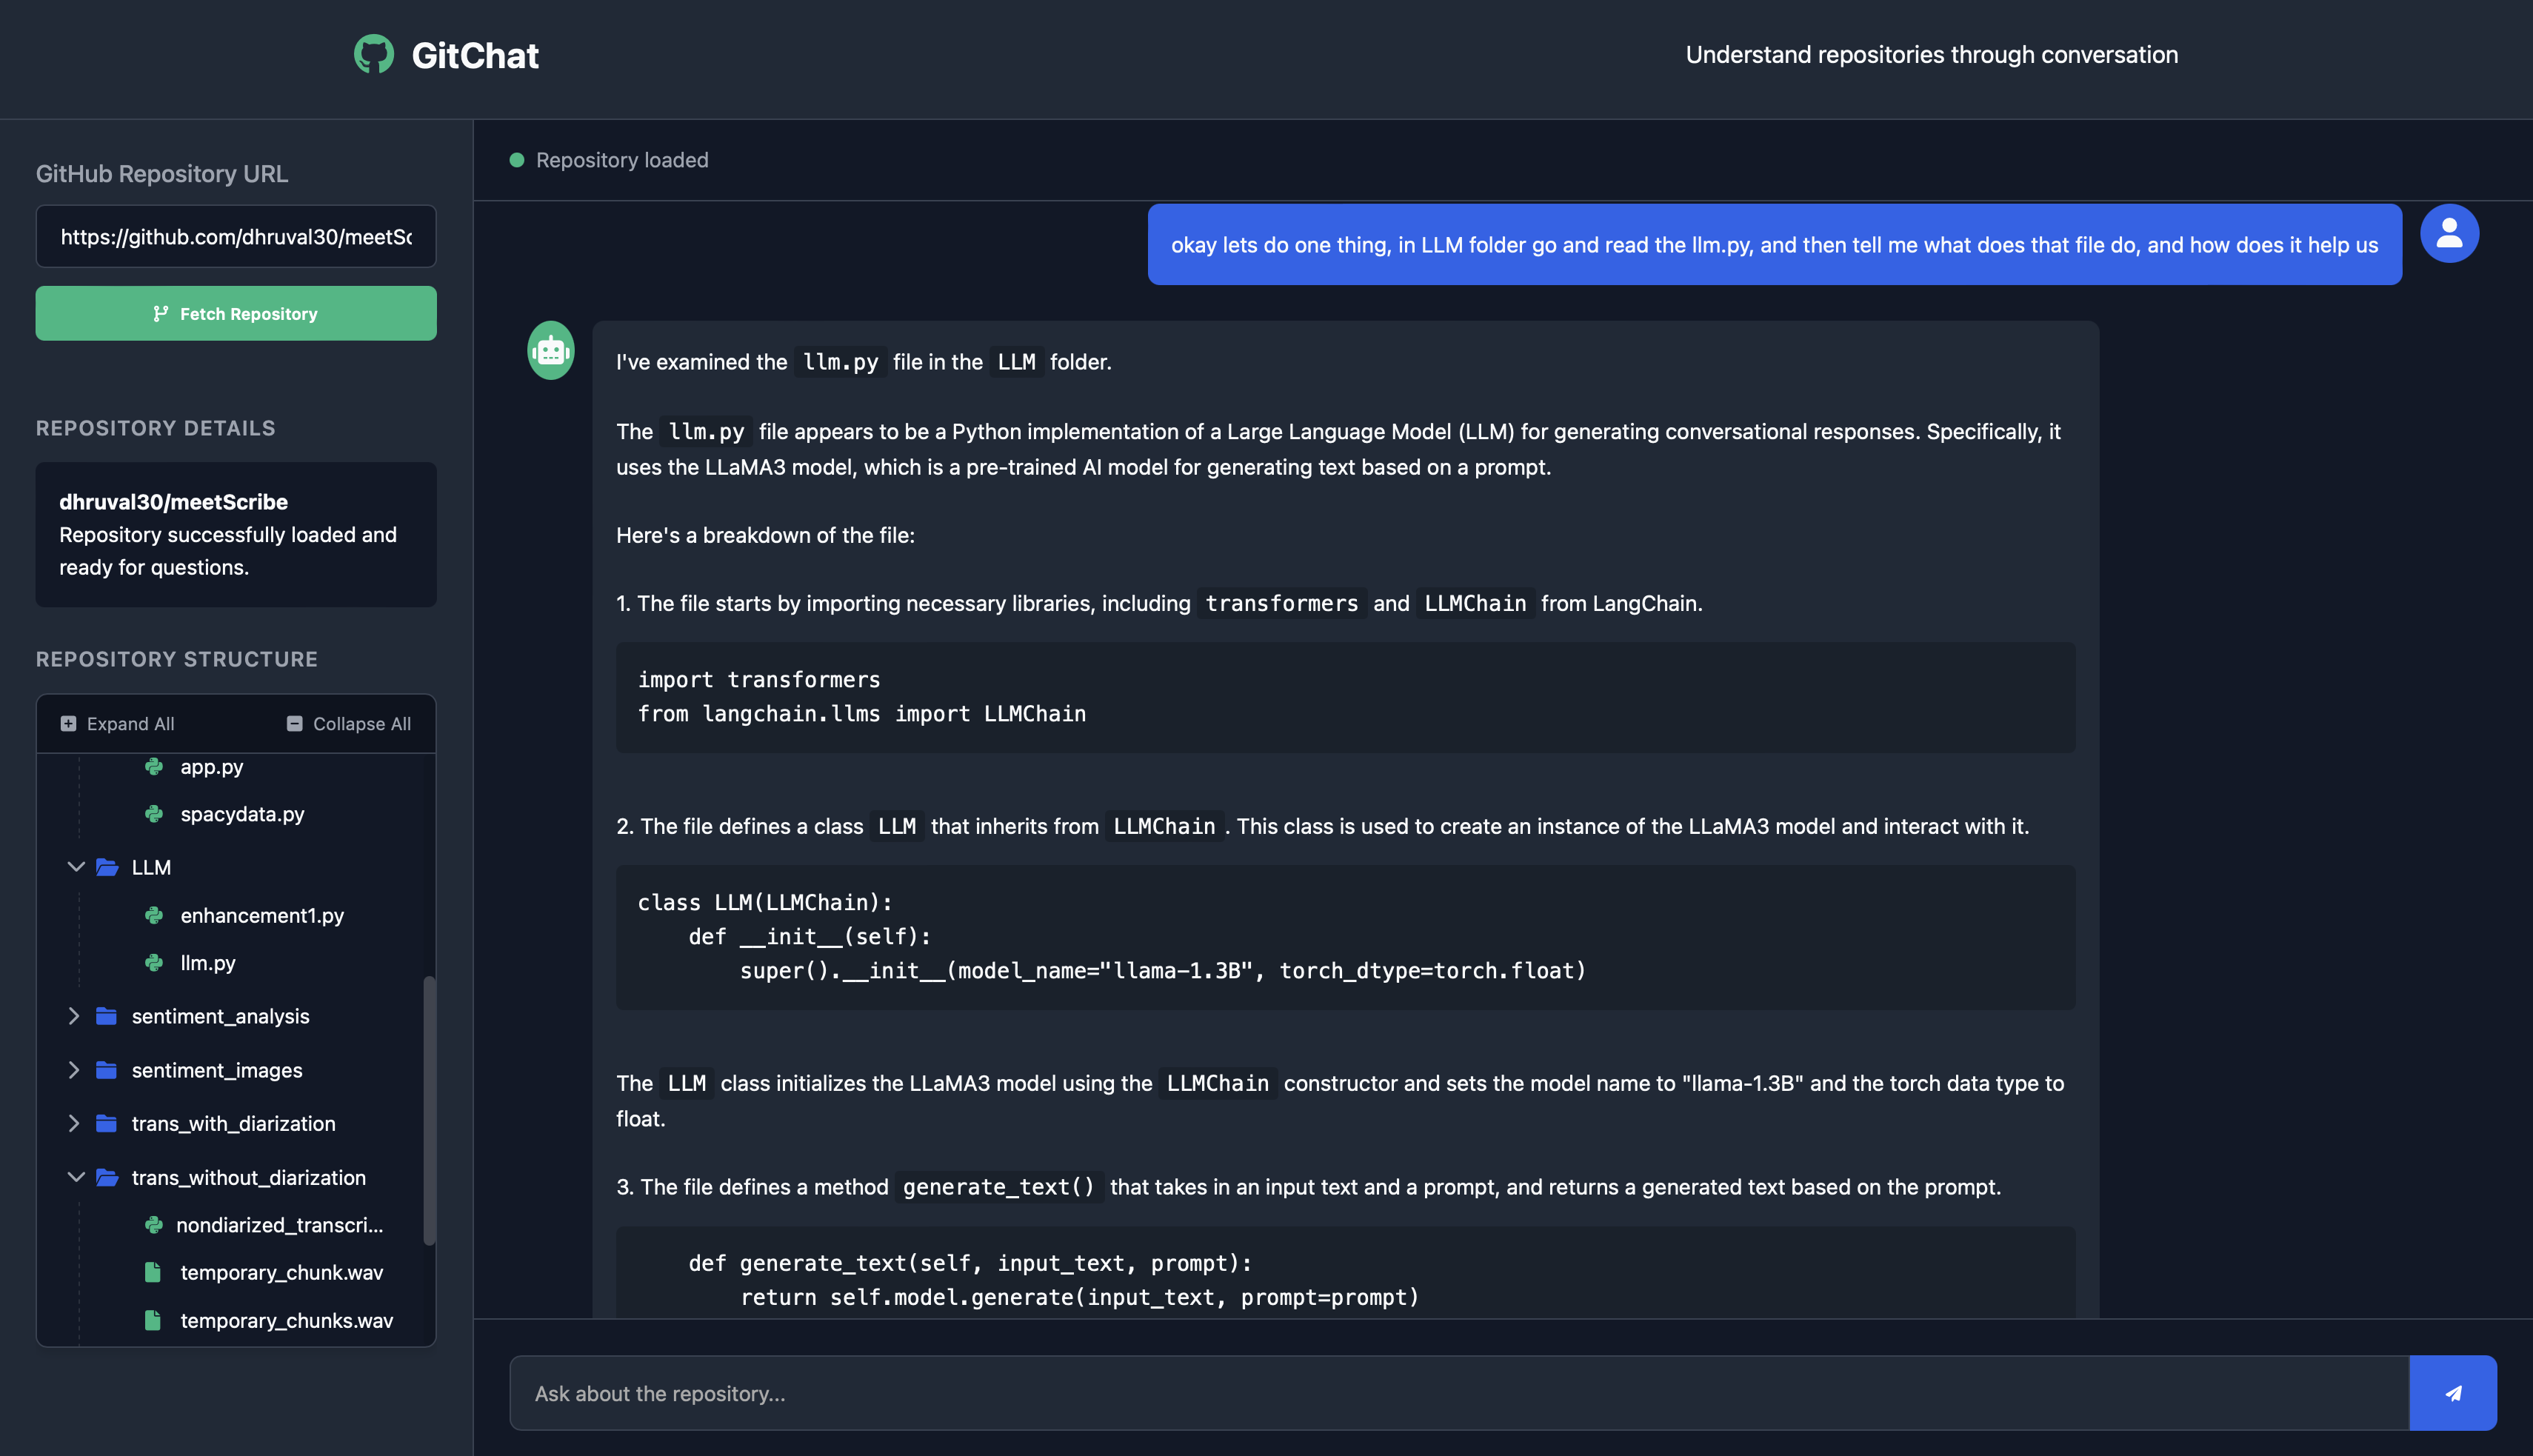 GitChat
Understand repositories through conversation
GitHub Repository URL
https://github.com/dhruval30/meetSc
Fetch Repository
REPOSITORY DETAILS
dhruval30/meetScribe
Repository successfully loaded and
ready for questions.
REPOSITORY STRUCTURE
Expand All
Collapse All
app.py
spacydata.py
LLM
enhancement1.py
llm.py
sentiment_analysis
sentiment_images
trans_with_diarization
trans_without_diarization
nondiarized_transcri...
temporary_chunk.wav
temporary_chunks.wav
Repository loaded
okay lets do one thing, in LLM folder go and read the llm.py, and then tell me what does that file do, and how does it help us
I've examined the llm.py file in the LLM folder.
The llm.py file appears to be a Python implementation of a Large Language Model (LLM) for generating conversational responses. Specifically, it
uses the LLaMA3 model, which is a pre-trained AI model for generating text based on a prompt.
Here's a breakdown of the file:
1. The file starts by importing necessary libraries, including transformers and LLMChain from LangChain.
import transformers
from langchain.llms import LLMChain
2. The file defines a class LLM that inherits from LLMChain . This class is used to create an instance of the LLaMA3 model and interact with it.
class LLM(LLMChain):
    def __init__(self):
        super().__init__(model_name="llama-1.3B", torch_dtype=torch.float)
The LLM class initializes the LLaMA3 model using the LLMChain constructor and sets the model name to "llama-1.3B" and the torch data type to
float.
3. The file defines a method generate_text() that takes in an input text and a prompt, and returns a generated text based on the prompt.
    def generate_text(self, input_text, prompt):
        return self.model.generate(input_text, prompt=prompt)
Ask about the repository...